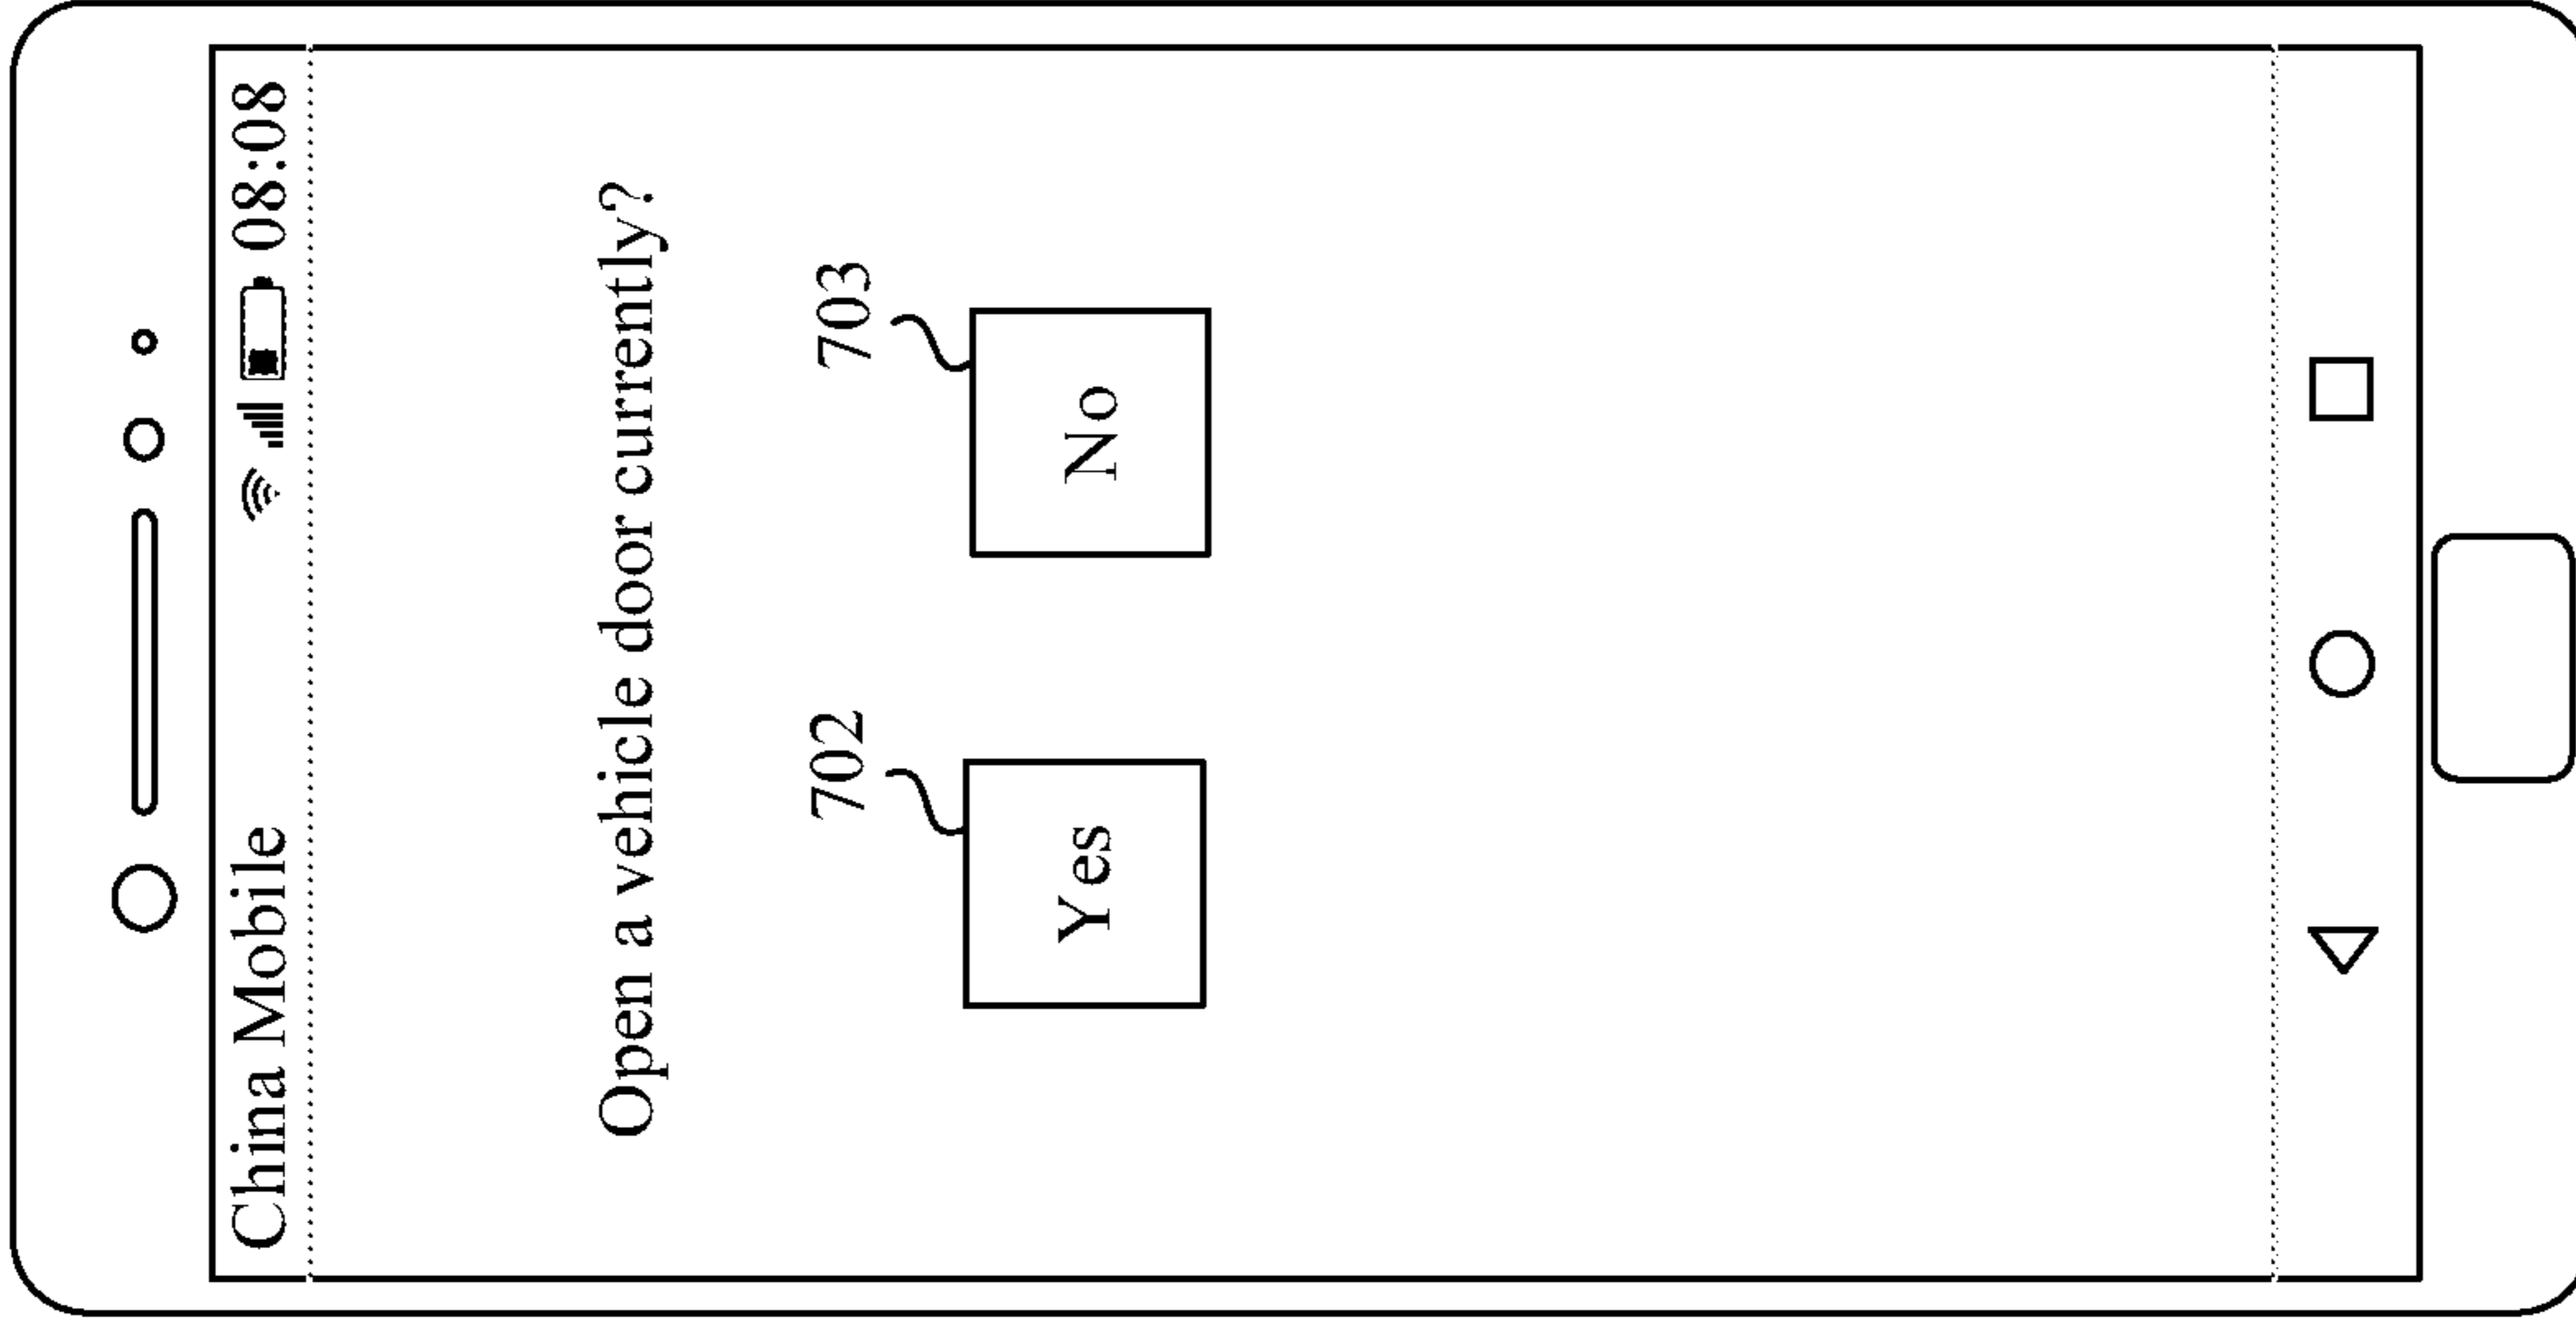 China Mobile 08:08
Open a vehicle door currently?
702 703
Yes No